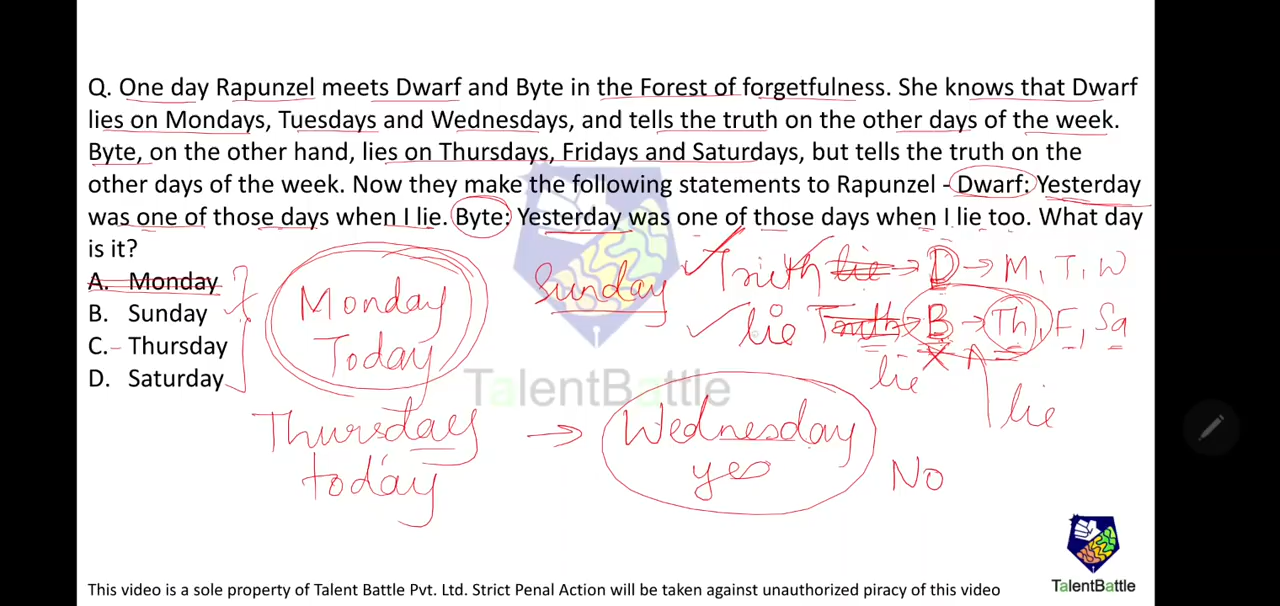 Q. One day Rapunzel meets Dwarf and Byte in the Forest of forgetfulness. She knows that Dwarf
lies on Mondays, Tuesdays and Wednesdays, and tells the truth on the other days of the week.
Byte, on the other hand, lies on Thursdays, Fridays and Saturdays, but tells the truth on the
other days of the week. Now they make the following statements to Rapunzel - Dwarf: Yesterday
was one of those days when I lie. Byte: Yesterday was one of those days when I lie too. What day
is it?
A. Monday
B. Sunday
C. Thursday
D. Saturday
Monday
Today
Sunday
Truth lie → D → M, T, W
lie Truth → B → Th, F, Sa
lie
lie
Thursday → Wednesday
today yes No
TalentBattle
TalentBattle
This video is a sole property of Talent Battle Pvt. Ltd. Strict Penal Action will be taken against unauthorized piracy of this video